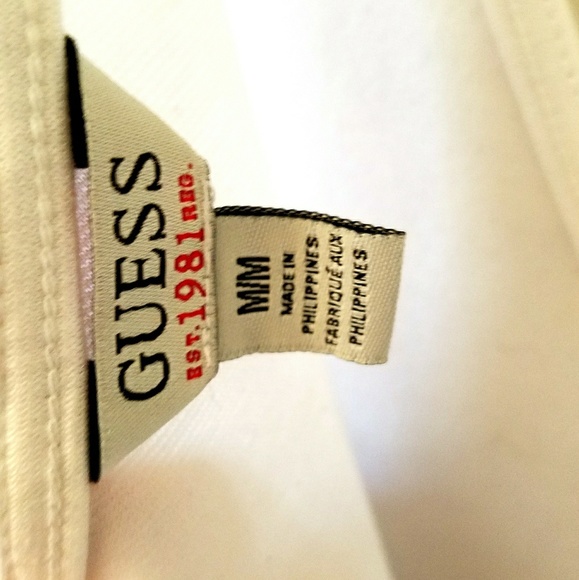 GUESS
EST.1981 REG.
M/M
MADE IN
PHILIPPINES
FABRIQUÉ AUX
PHILIPPINES